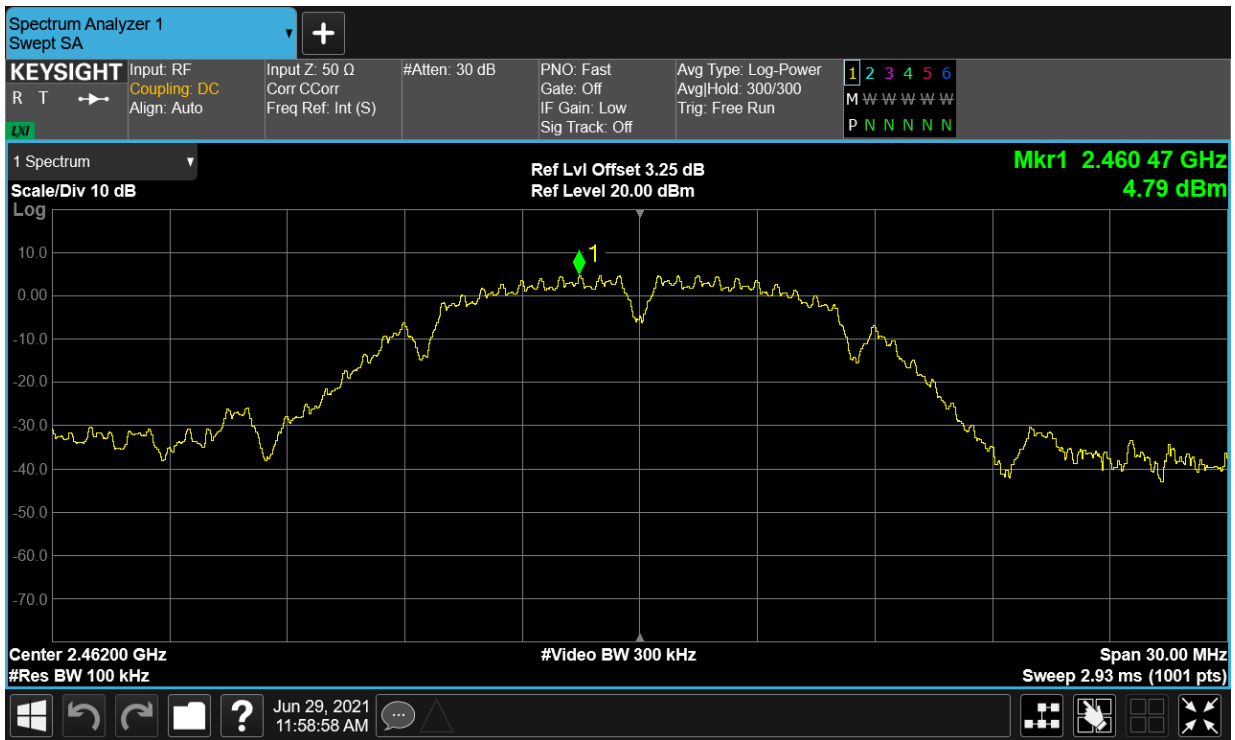 Spectrum Analyzer 1
Swept SA
▼
+
KEYSIGHT
R T
LXI
Input: RF
Coupling: DC
Align: Auto
Input Z: 50 Ω
Corr CCorr
Freq Ref: Int (S)
#Atten: 30 dB
PNO: Fast
Gate: Off
IF Gain: Low
Sig Track: Off
Avg Type: Log-Power
Avg|Hold: 300/300
Trig: Free Run
1 2 3 4 5 6
M W W W W W
P N N N N N
1 Spectrum ▼
Scale/Div 10 dB
Log
Ref Lvl Offset 3.25 dB
Ref Level 20.00 dBm
Mkr1 2.460 47 GHz
4.79 dBm
1
10.0
0.00
-10.0
-20.0
-30.0
-40.0
-50.0
-60.0
-70.0
Center 2.46200 GHz
#Res BW 100 kHz
#Video BW 300 kHz
Span 30.00 MHz
Sweep 2.93 ms (1001 pts)
?
Jun 29, 2021
11:58:58 AM